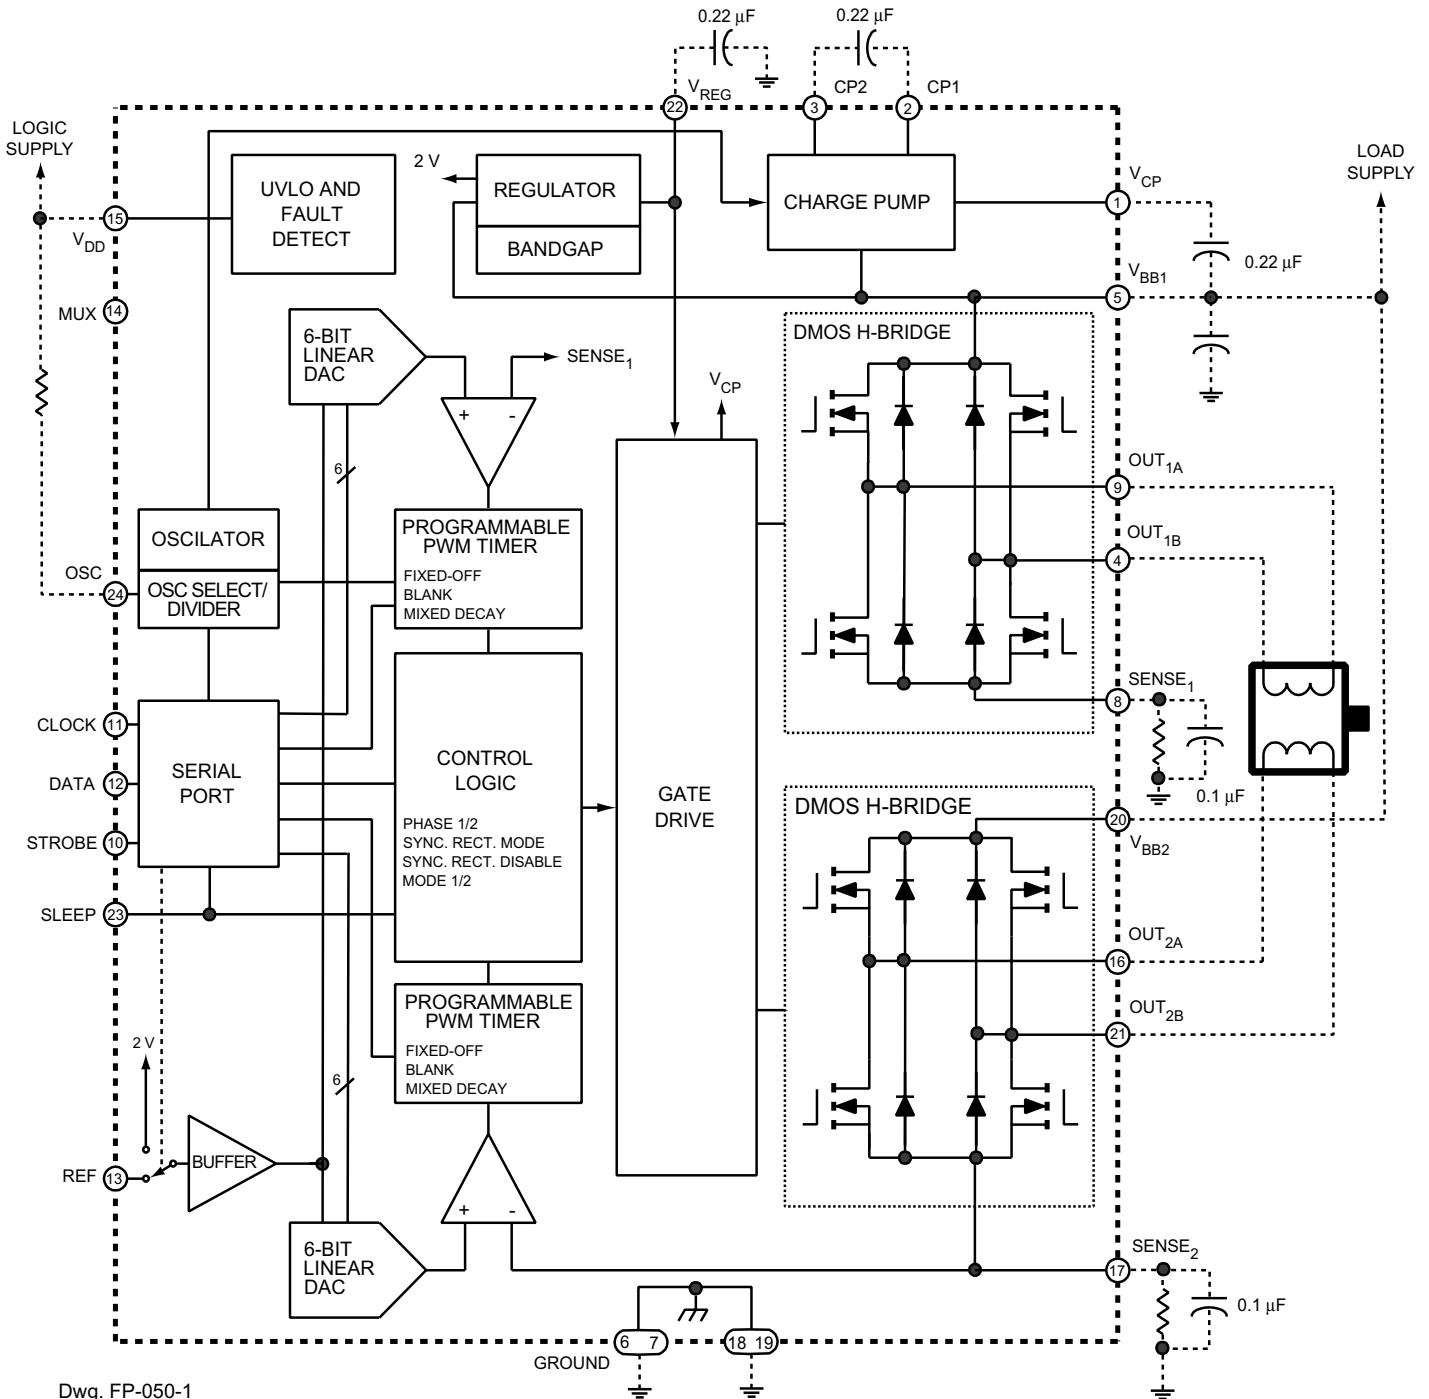 0.22 µF
0.22 µF
VREG
22
3
CP2
2
CP1
LOGIC
SUPPLY
LOAD
SUPPLY
15
VDD
UVLO AND
FAULT
DETECT
2 V
REGULATOR
BANDGAP
CHARGE PUMP
VCP
1
0.22 µF
VBB1
5
MUX
14
6-BIT
LINEAR
DAC
SENSE1
+
-
VCP
DMOS H-BRIDGE
6
OUT1A
9
OUT1B
4
OSCILATOR
OSC SELECT/
DIVIDER
OSC
24
PROGRAMMABLE
PWM TIMER
FIXED-OFF
BLANK
MIXED DECAY
SENSE1
8
0.1 µF
CLOCK
11
DATA
12
STROBE
10
SLEEP
23
SERIAL
PORT
CONTROL
LOGIC
PHASE 1/2
SYNC. RECT. MODE
SYNC. RECT. DISABLE
MODE 1/2
GATE
DRIVE
DMOS H-BRIDGE
20
VBB2
OUT2A
16
OUT2B
21
PROGRAMMABLE
PWM TIMER
FIXED-OFF
BLANK
MIXED DECAY
6
2 V
REF
13
BUFFER
+
-
6-BIT
LINEAR
DAC
SENSE2
17
0.1 µF
6 7
18 19
GROUND
Dwg. FP-050-1